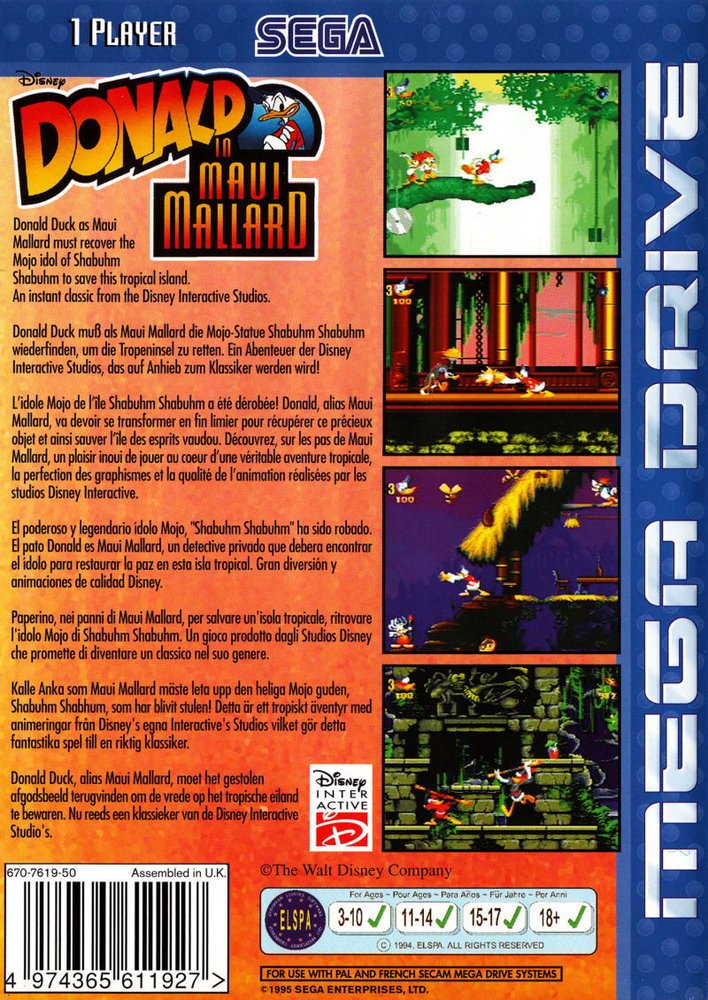 1 PLAYER
SEGA
DISNEY
DONALD
in
MAUI
MALLARD
Donald Duck as Maui
Mallard must recover the
Mojo idol of Shabuhm
Shabuhm to save this tropical island.
An instant classic from the Disney Interactive Studios.
Donald Duck muß als Maui Mallard die Mojo-Statue Shabuhm Shabuhm
wiederfinden, um die Tropeninsel zu retten. Ein Abenteuer der Disney
Interactive Studios, das auf Anhieb zum Klassiker werden wird!
L'idole Mojo de l'île Shabuhm Shabuhm a été dérobée! Donald, alias Maui
Mallard, va devoir se transformer en fin limier pour récupérer ce précieux
objet et ainsi sauver l'île des esprits vaudou. Découvrez, sur les pas de Maui
Mallard, un plaisir inoui de jouer au coeur d'une véritable aventure tropicale,
la perfection des graphismes et la qualité de l'animation réalisées par les
studios Disney Interactive.
El poderoso y legendario idolo Mojo, "Shabuhm Shabuhm" ha sido robado.
El pato Donald es Maui Mallard, un detective privado que debera encontrar
el ídolo para restaurar la paz en esta isla tropical. Gran diversión y
animaciones de calidad Disney.
Paperino, nei panni di Maui Mallard, per salvare un'isola tropicale, ritrovare
l'idolo Mojo di Shabuhm Shabuhm. Un gioco prodotto dagli Studios Disney
che promette di diventare un classico nel suo genere.
Kalle Anka som Maui Mallard mäste leta upp den heliga Mojo guden,
Shabuhm Shabhum, som har blivit stulen! Detta är ett tropiskt äventyr med
animeringar från Disney's egna Interactive's Studios vilket gör detta
fantastika spel till en riktig klassiker.
Donald Duck, alias Maui Mallard, moet het gestolen
afgodsbeeld terugvinden om de vrede op het tropische eiland
te bewaren. Nu reeds een klassieker van de Disney Interactive
Studio's.
3
100
3
100
3
100
MEGA DRIVE
DISNEY
INTER
ACTIVE
D
670-7619-50
Assembled in U.K.
4 974365 611927 >
©The Walt Disney Company
ELSPA
For Ages ~ Pour Ages ~ Para Años ~ Für Jahre ~ Per Anni
3-10
11-14
15-17
18+
© 1994, ELSPA. ALL RIGHTS RESERVED
FOR USE WITH PAL AND FRENCH SECAM MEGA DRIVE SYSTEMS
©1995 SEGA ENTERPRISES, LTD.